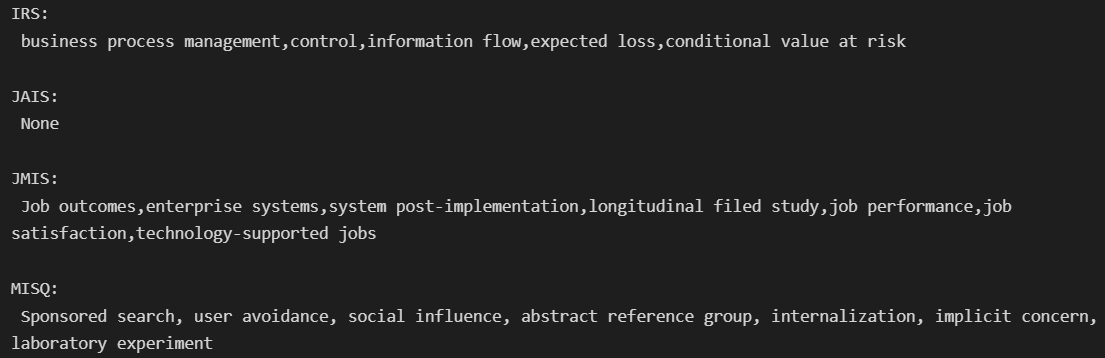 IRS:
business process management,control,information flow,expected loss,conditional value at risk
JAIS:
None
JMIS:
Job outcomes,enterprise systems,system post-implementation,longitudinal filed study,job performance,job
satisfaction,technology-supported jobs
MISQ:
Sponsored search, user avoidance, social influence, abstract reference group, internalization, implicit concern,
laboratory experiment